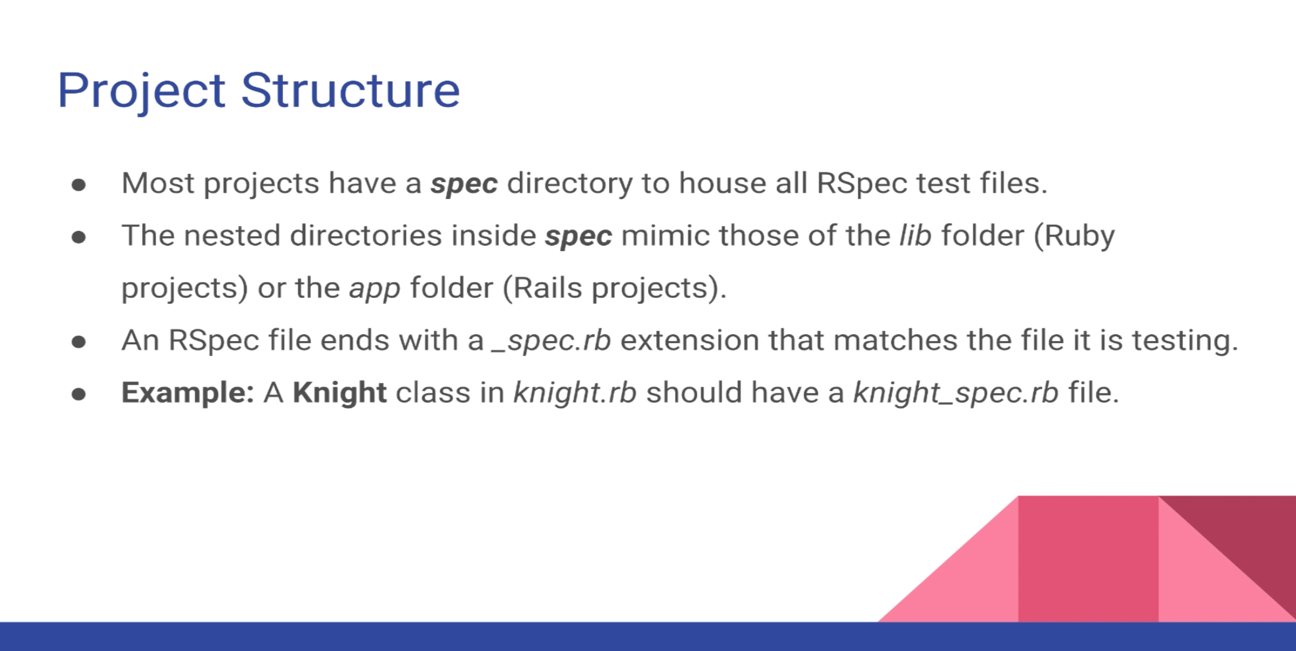 Project Structure
● Most projects have a spec directory to house all RSpec test files.
● The nested directories inside spec mimic those of the lib folder (Ruby
projects) or the app folder (Rails projects).
● An RSpec file ends with a _spec.rb extension that matches the file it is testing.
● Example: A Knight class in knight.rb should have a knight_spec.rb file.